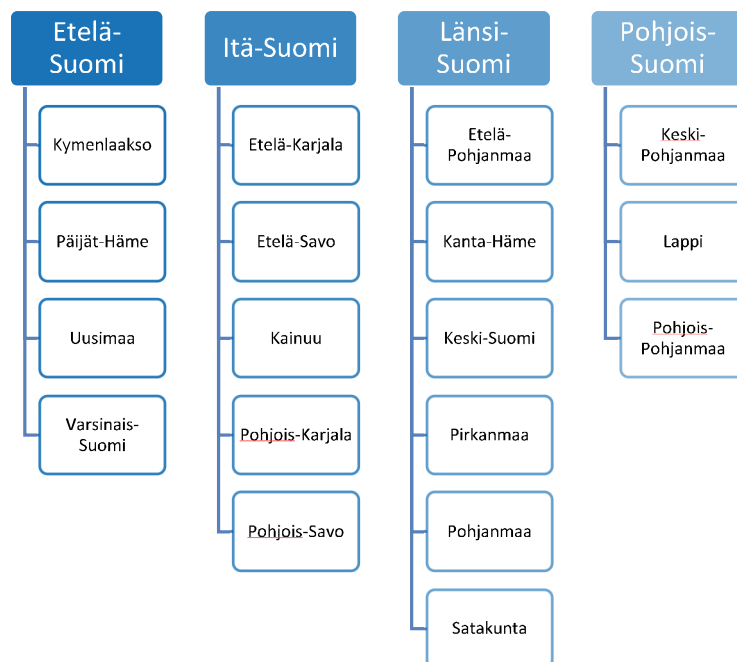 Etelä-
Suomi
Kymenlaakso
Päijät-Häme
Uusimaa
Varsinais-
Suomi
Itä-Suomi
Etelä-Karjala
Etelä-Savo
Kainuu
Pohjois-Karjala
Pohjois-Savo
Länsi-
Suomi
Etelä-
Pohjanmaa
Kanta-Häme
Keski-Suomi
Pirkanmaa
Pohjanmaa
Satakunta
Pohjois-
Suomi
Keski-
Pohjanmaa
Lappi
Pohjois-
Pohjanmaa